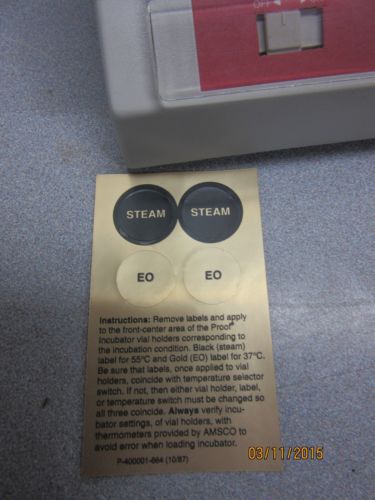 OFF
STEAM STEAM
EO EO
Instructions: Remove labels and apply
to the front-center area of the Proof®
Incubator vial holders corresponding to
the incubation condition. Black (steam)
label for 55°C and Gold (EO) label for 37°C.
Be sure that labels, once applied to vial
holders, coincide with temperature selector
switch. If not, then either vial holder, label,
or temperature switch must be changed so
all three coincide. Always verify incu-
bator settings, of vial holders, with
thermometers provided by AMSCO to
avoid error when loading incubator.
P-400001-664 (10/87)
03/11/2015